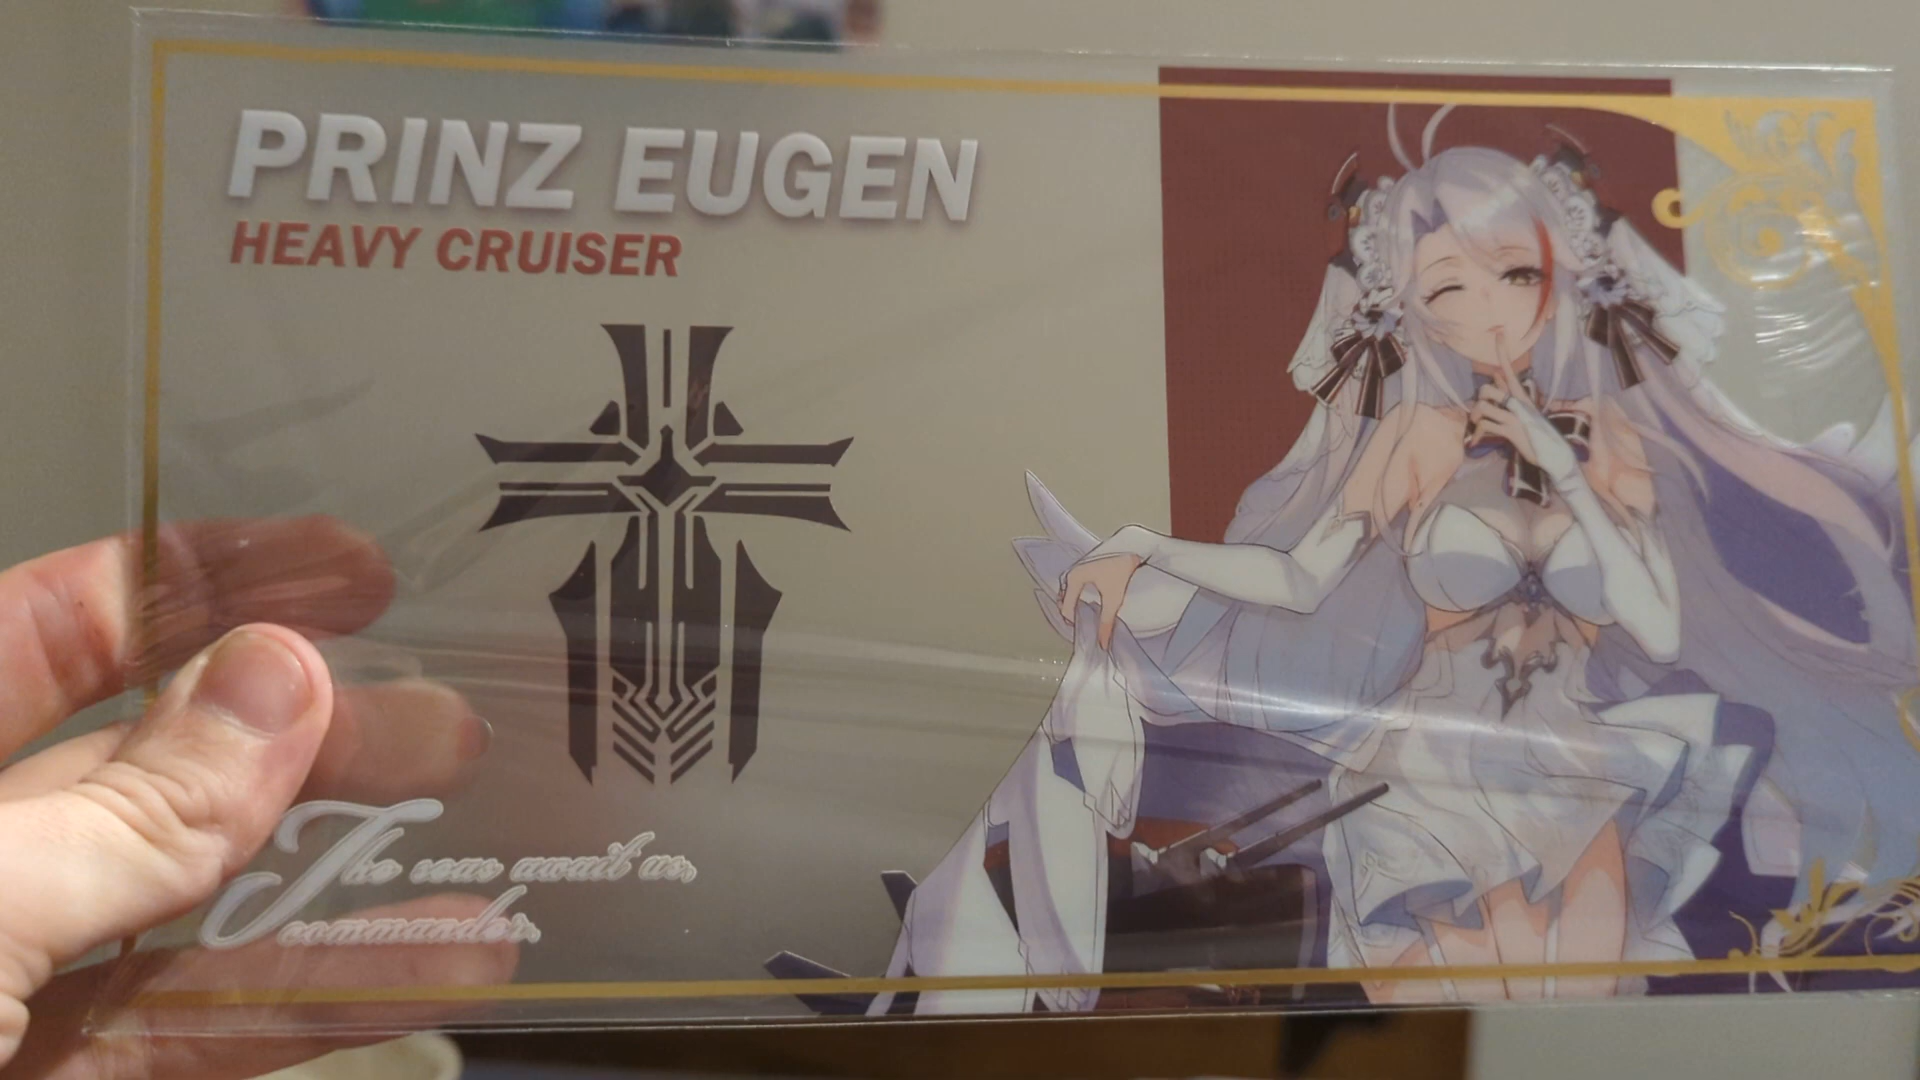 PRINZ EUGEN
HEAVY CRUISER
The seas await us,
commander.